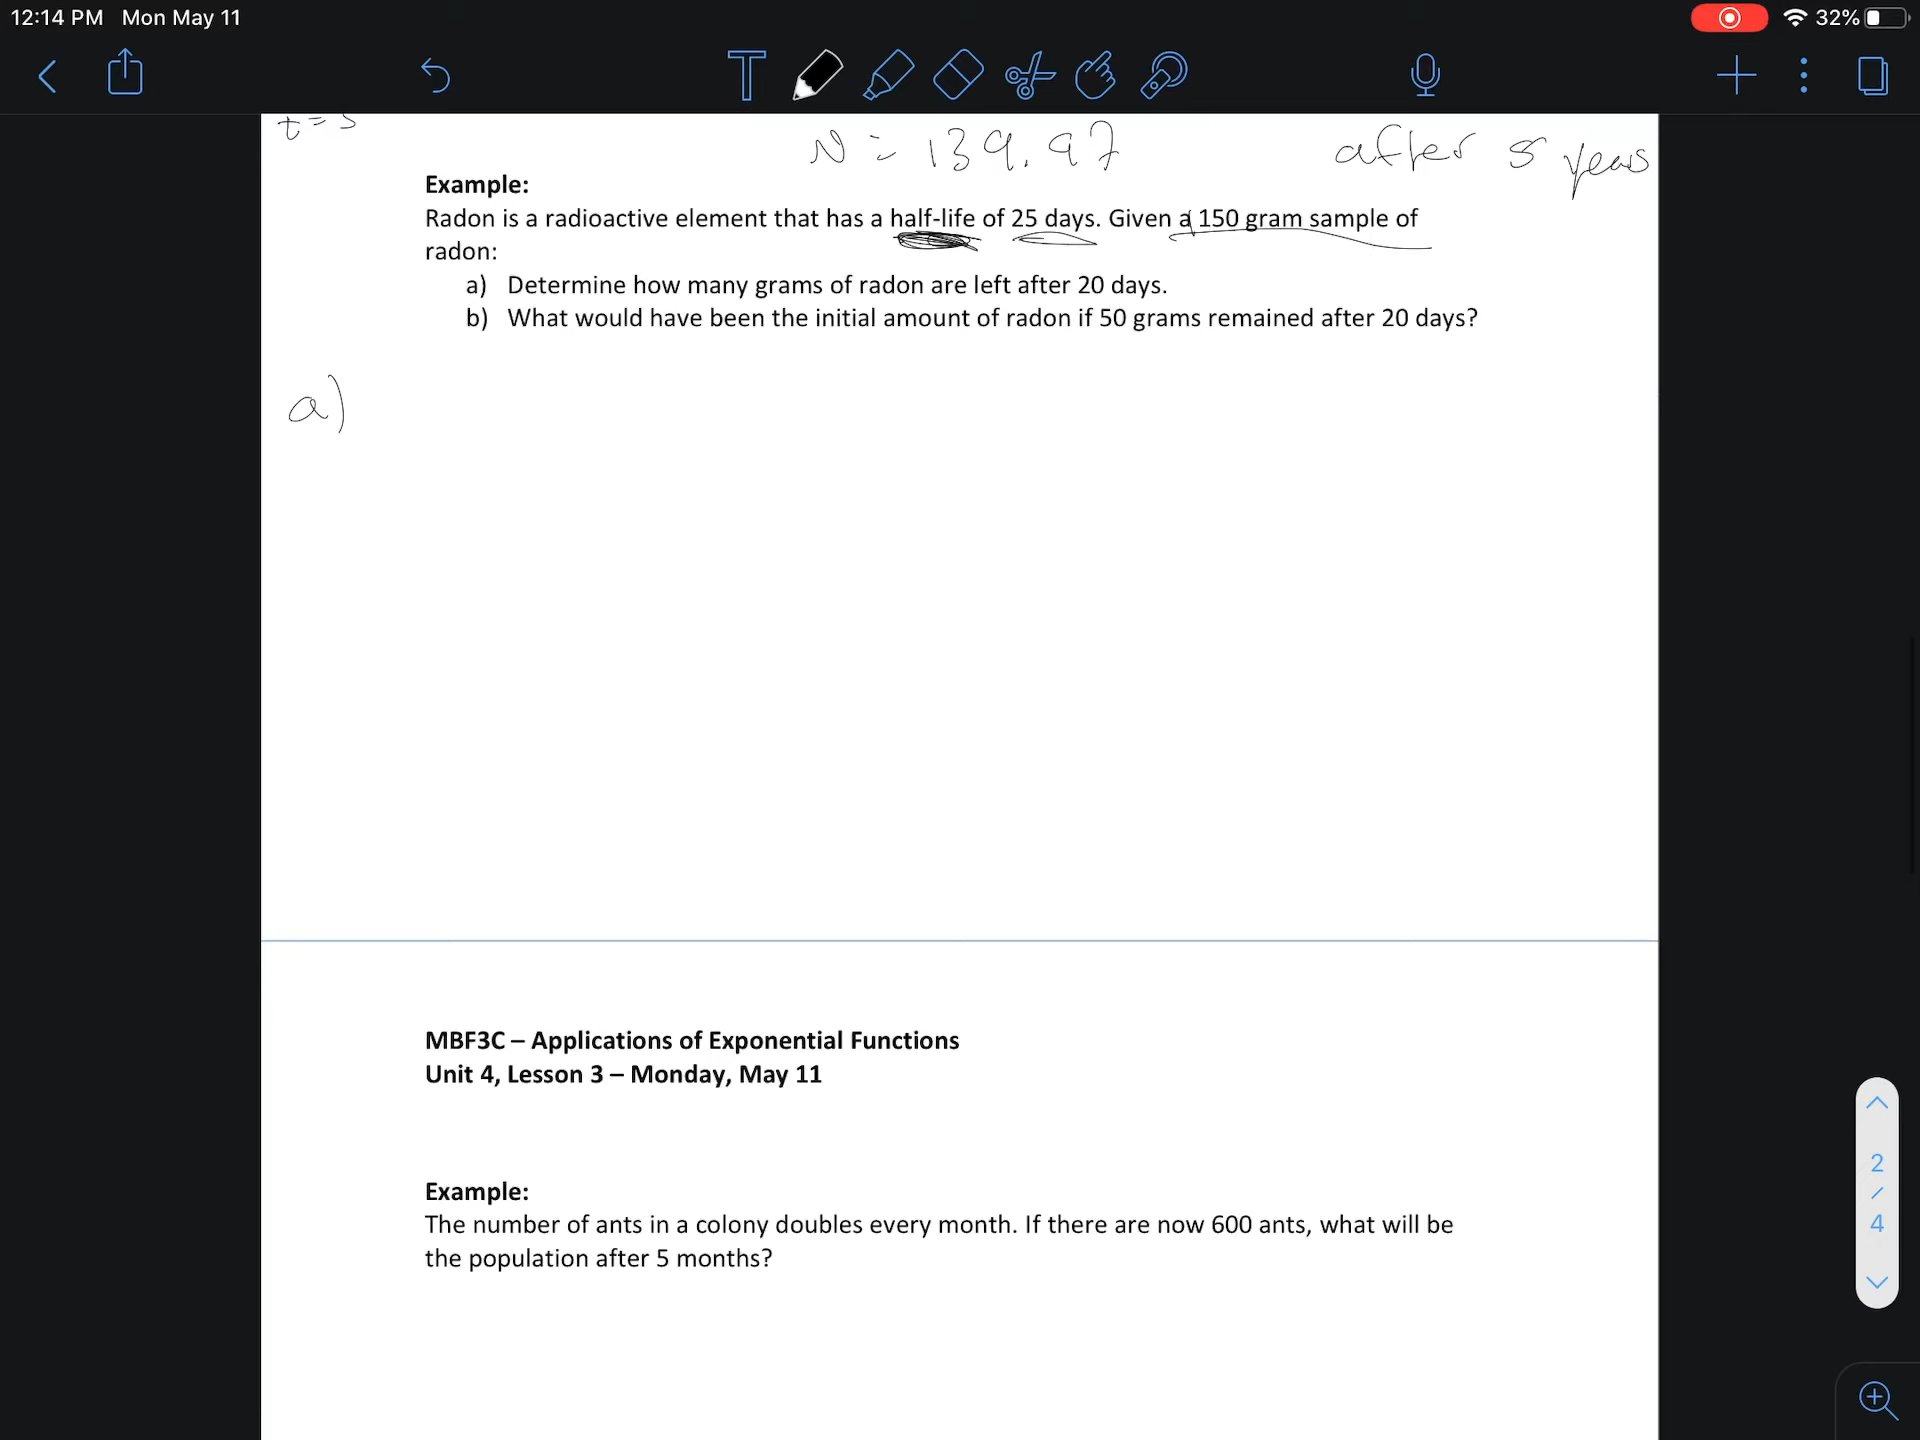 12:14 PM Mon May 11
32%
t = 5
N = 139.97 after 5 years
Example:
Radon is a radioactive element that has a half-life of 25 days. Given a 150 gram sample of
radon:
a) Determine how many grams of radon are left after 20 days.
b) What would have been the initial amount of radon if 50 grams remained after 20 days?
a)
MBF3C – Applications of Exponential Functions
Unit 4, Lesson 3 – Monday, May 11
Example:
The number of ants in a colony doubles every month. If there are now 600 ants, what will be
the population after 5 months?
2
/
4